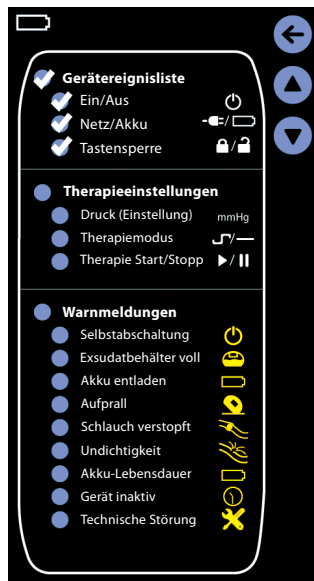 Gerätereignisliste
Ein/Aus
Netz/Akku
Tastensperre
Therapieeinstellungen
Druck (Einstellung) mmHg
Therapiemodus
Therapie Start/Stopp
Warnmeldungen
Selbstabschaltung
Exsudatbehälter voll
Akku entladen
Aufprall
Schlauch verstopft
Undichtigkeit
Akku-Lebensdauer
Gerät inaktiv
Technische Störung